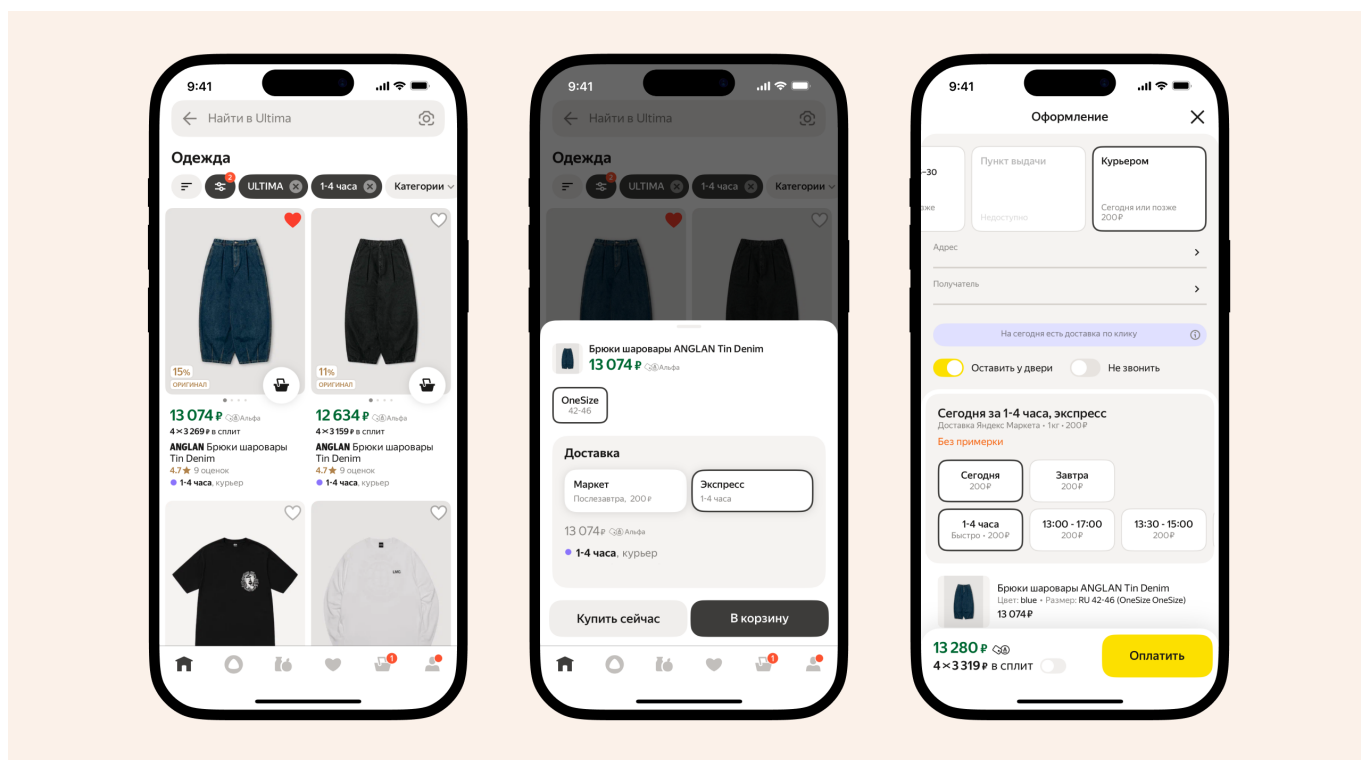 9:41
Найти в Ultima
Одежда
2
ULTIMA
1-4 часа
Категории
15%
ОРИГИНАЛ
11%
ОРИГИНАЛ
13 074 ₽ Альфа
4×3 269 ₽ в сплит
ANGLAN Брюки шаровары
Tin Denim
4.7★ 9 оценок
1-4 часа, курьер
12 634 ₽ Альфа
4×3 159 ₽ в сплит
ANGLAN Брюки шаровары
Tin Denim
4.7★ 9 оценок
1-4 часа, курьер
1
9:41
Найти в Ultima
Одежда
2
ULTIMA
1-4 часа
Категории
Брюки шаровары ANGLAN Tin Denim
13 074 ₽ Альфа
OneSize
42-46
Доставка
Маркет
Послезавтра, 200 ₽
Экспресс
1-4 часа
13 074 ₽ Альфа
1-4 часа, курьер
Купить сейчас
В корзину
1
9:41
Оформление
-30
Пункт выдачи
Недоступно
Курьером
Сегодня или позже
200 ₽
Адрес
Получатель
На сегодня есть доставка по клику
Оставить у двери
Не звонить
Сегодня за 1-4 часа, экспресс
Доставка Яндекс Маркета • 1 кг • 200 ₽
Без примерки
Сегодня
200 ₽
Завтра
200 ₽
1-4 часа
Быстро • 200 ₽
13:00 - 17:00
200 ₽
13:30 - 15:00
200 ₽
Брюки шаровары ANGLAN Tin Denim
Цвет: blue • Размер: RU 42-46 (OneSize OneSize)
13 074 ₽
13 280 ₽
4×3 319 ₽ в сплит
Оплатить